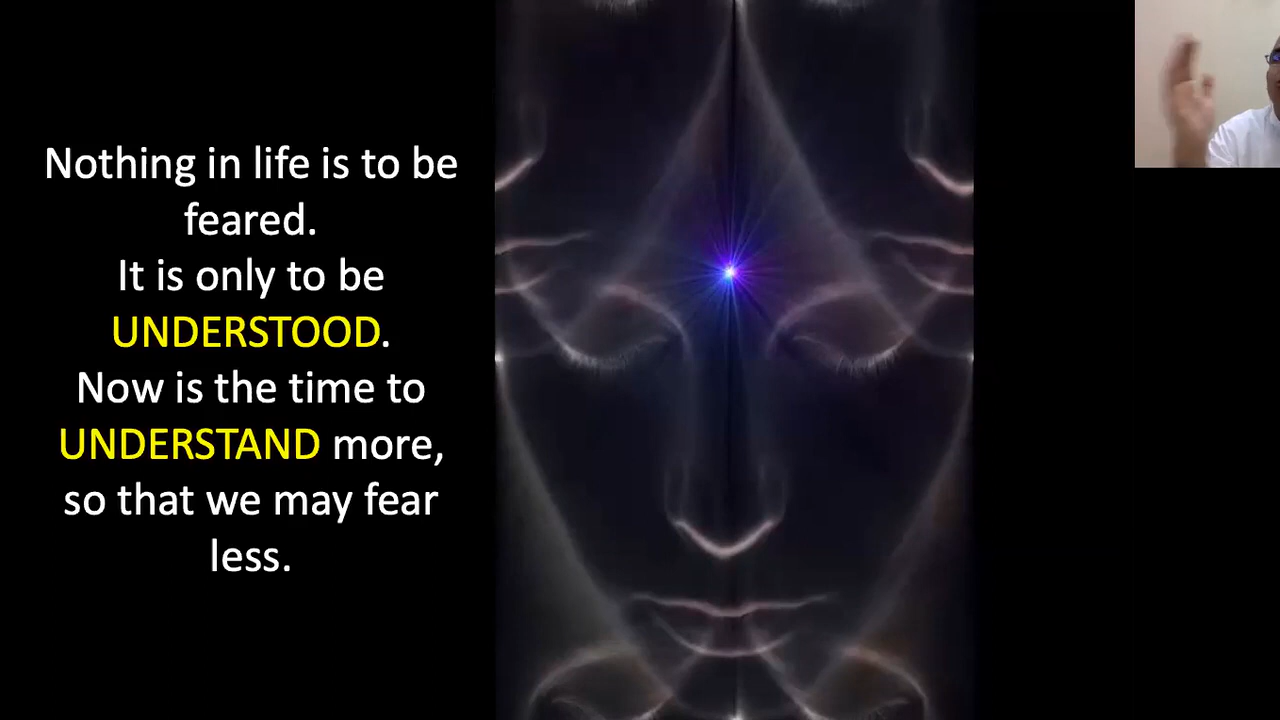 Nothing in life is to be
feared.
It is only to be
UNDERSTOOD.
Now is the time to
UNDERSTAND more,
so that we may fear
less.